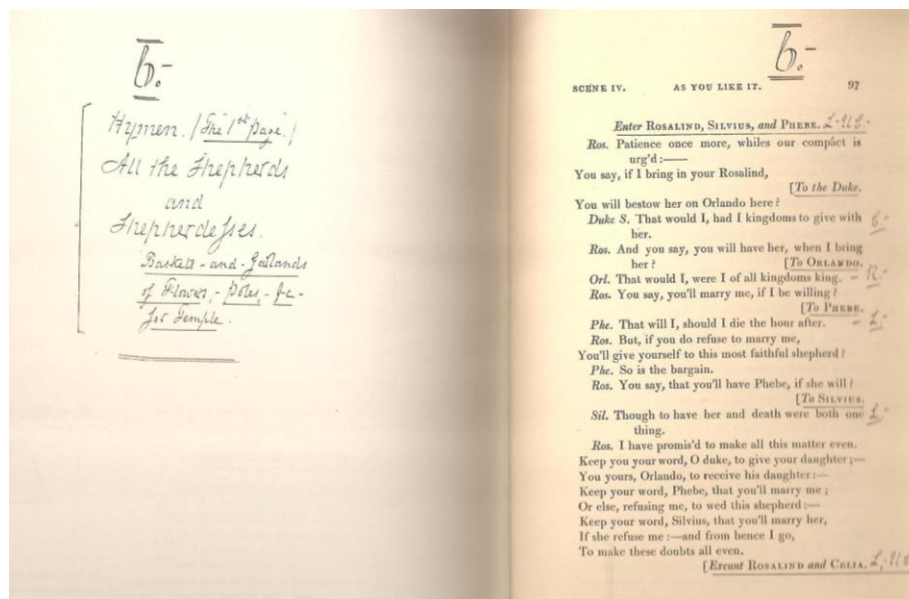 6.-
Hymen. (The 1st Page.)
All the Shepherds
and
Shepherdesses.
Baskets - and - Garlands
of Flowers, - Poles, - &c -
for Temple.
6.-
SCENE IV. AS YOU LIKE IT. 97
Enter ROSALIND, SILVIUS, and PHEBE. L-U.E.-
Ros. Patience once more, whiles our compáct is
urg'd:——
You say, if I bring in your Rosalind,
[To the Duke.
You will bestow her on Orlando here?
Duke S. That would I, had I kingdoms to give with
her.
Ros. And you say, you will have her, when I bring
her? [To ORLANDO.
Orl. That would I, were I of all kingdoms king. - R.-
Ros. You say, you'll marry me, if I be willing?
[To PHEBE.
Phe. That will I, should I die the hour after. - L.-
Ros. But, if you do refuse to marry me,
You'll give yourself to this most faithful shepherd?
Phe. So is the bargain.
Ros. You say, that you'll have Phebe, if she will?
[To SILVIUS.
Sil. Though to have her and death were both one L.-
thing.
Ros. I have promis'd to make all this matter even.
Keep you your word, O duke, to give your daughter;—
You yours, Orlando, to receive his daughter:—
Keep your word, Phebe, that you'll marry me;
Or else, refusing me, to wed this shepherd:—
Keep your word, Silvius, that you'll marry her,
If she refuse me:—and from hence I go,
To make these doubts all even.
[Exeunt ROSALIND and CELIA. L.-U.E.